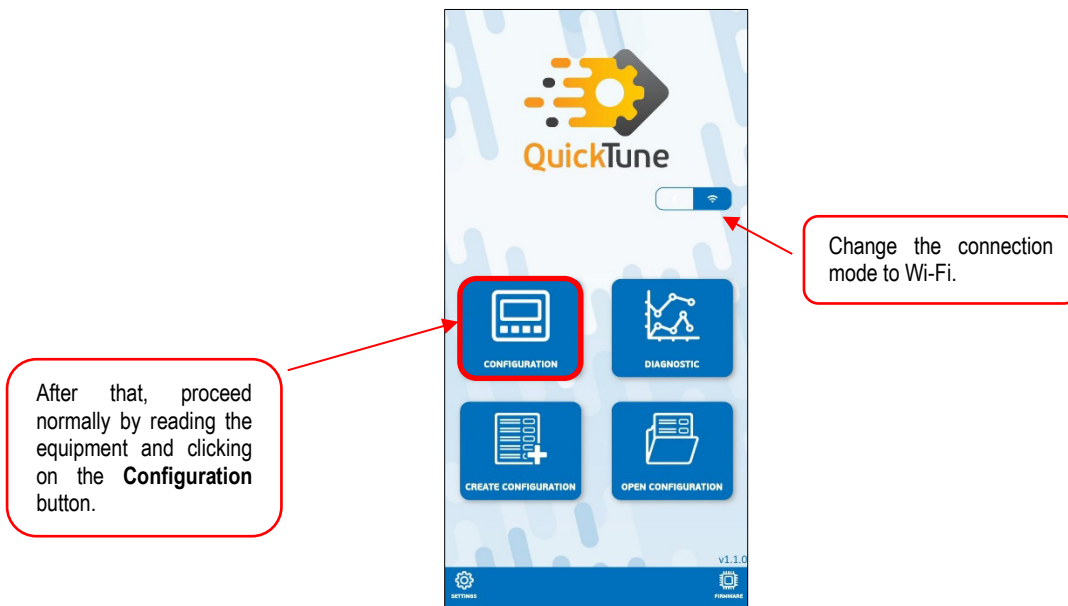 QuickTune
Change the connection
mode to Wi-Fi.
CONFIGURATION
DIAGNOSTIC
After that, proceed
normally by reading the
equipment and clicking
on the Configuration
button.
CREATE CONFIGURATION
OPEN CONFIGURATION
v1.1.0
SETTINGS
FIRMWARE